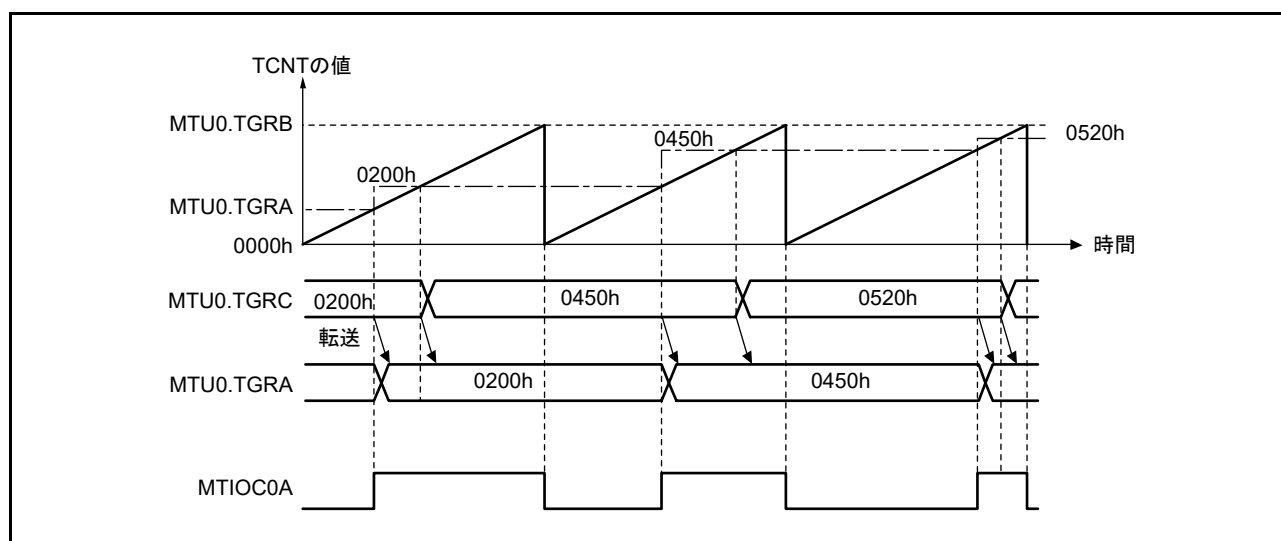 TCNTの値
MTU0.TGRB
0520h
0450h
0200h
MTU0.TGRA
0000h
時間
MTU0.TGRC
0200h
0450h
0520h
転送
MTU0.TGRA
0200h
0450h
MTIOC0A